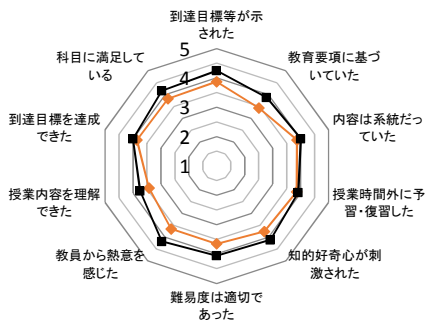 到達目標等が示
された
教育要項に基づ
いていた
内容は系統だっ
ていた
授業時間外に予
習・復習した
知的好奇心が刺
激された
難易度は適切で
あった
教員から熱意を
感じた
授業内容を理解
できた
到達目標を達成
できた
科目に満足して
いる
5
4
3
2
1